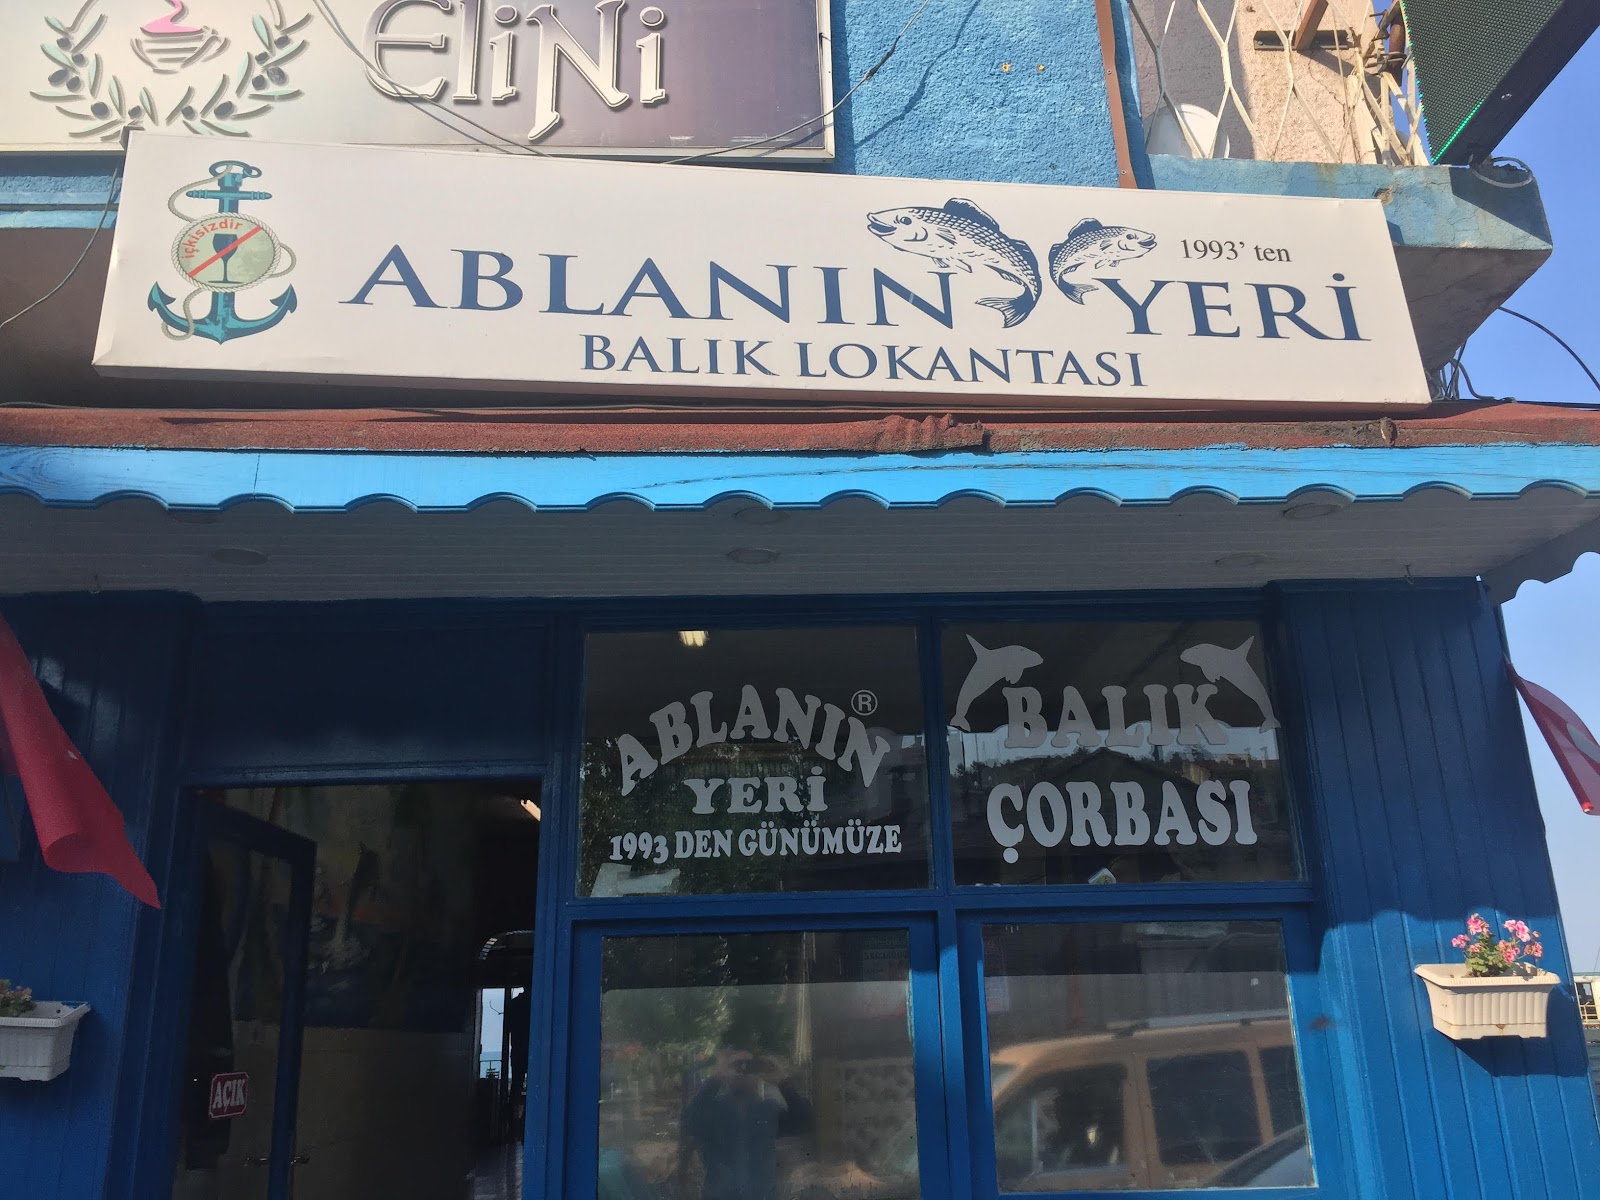 EliNi
içkisizdir
ABLANIN YERİ
1993' ten
BALIK LOKANTASI
ABLANIN®
YERİ
1993 DEN GÜNÜMÜZE
BALIK
ÇORBASI
AÇIK